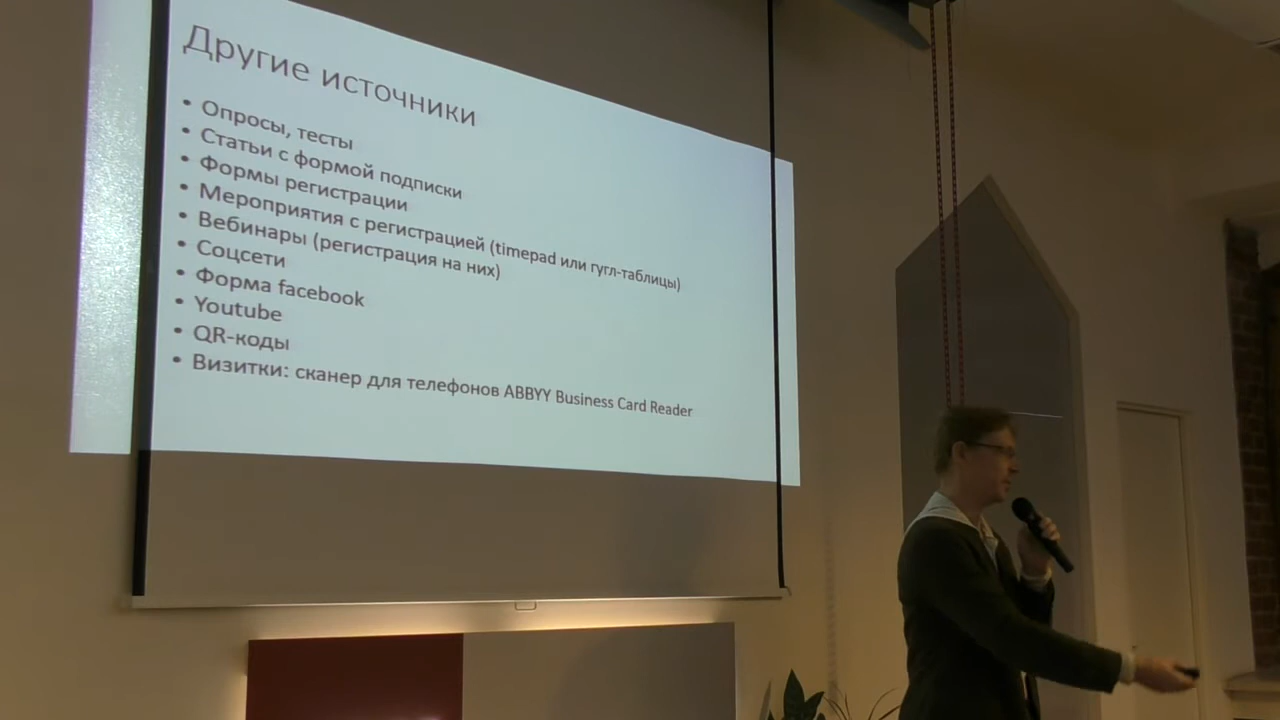 Другие источники
• Опросы, тесты
• Статьи с формой подписки
• Формы регистрации
• Мероприятия с регистрацией (timepad или гугл-таблицы)
• Вебинары (регистрация на них)
• Соцсети
• Форма facebook
• Youtube
• QR-коды
• Визитки: сканер для телефонов ABBYY Business Card Reader